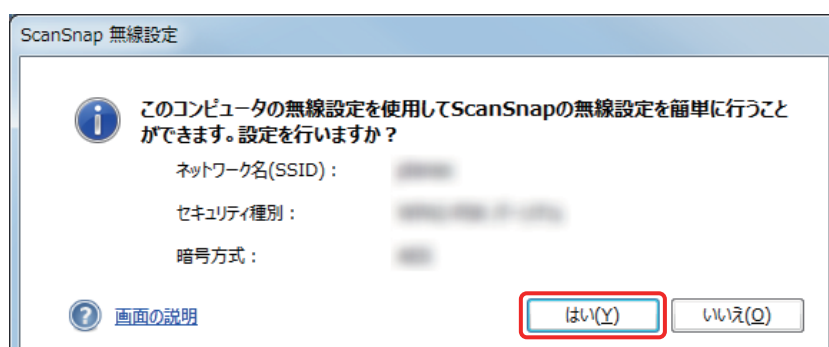 ScanSnap 無線設定
このコンピュータの無線設定を使用してScanSnapの無線設定を簡単に行うこと
ができます。設定を行いますか？
ネットワーク名(SSID)：
セキュリティ種別：
暗号方式：
画面の説明
はい(Y)
いいえ(O)